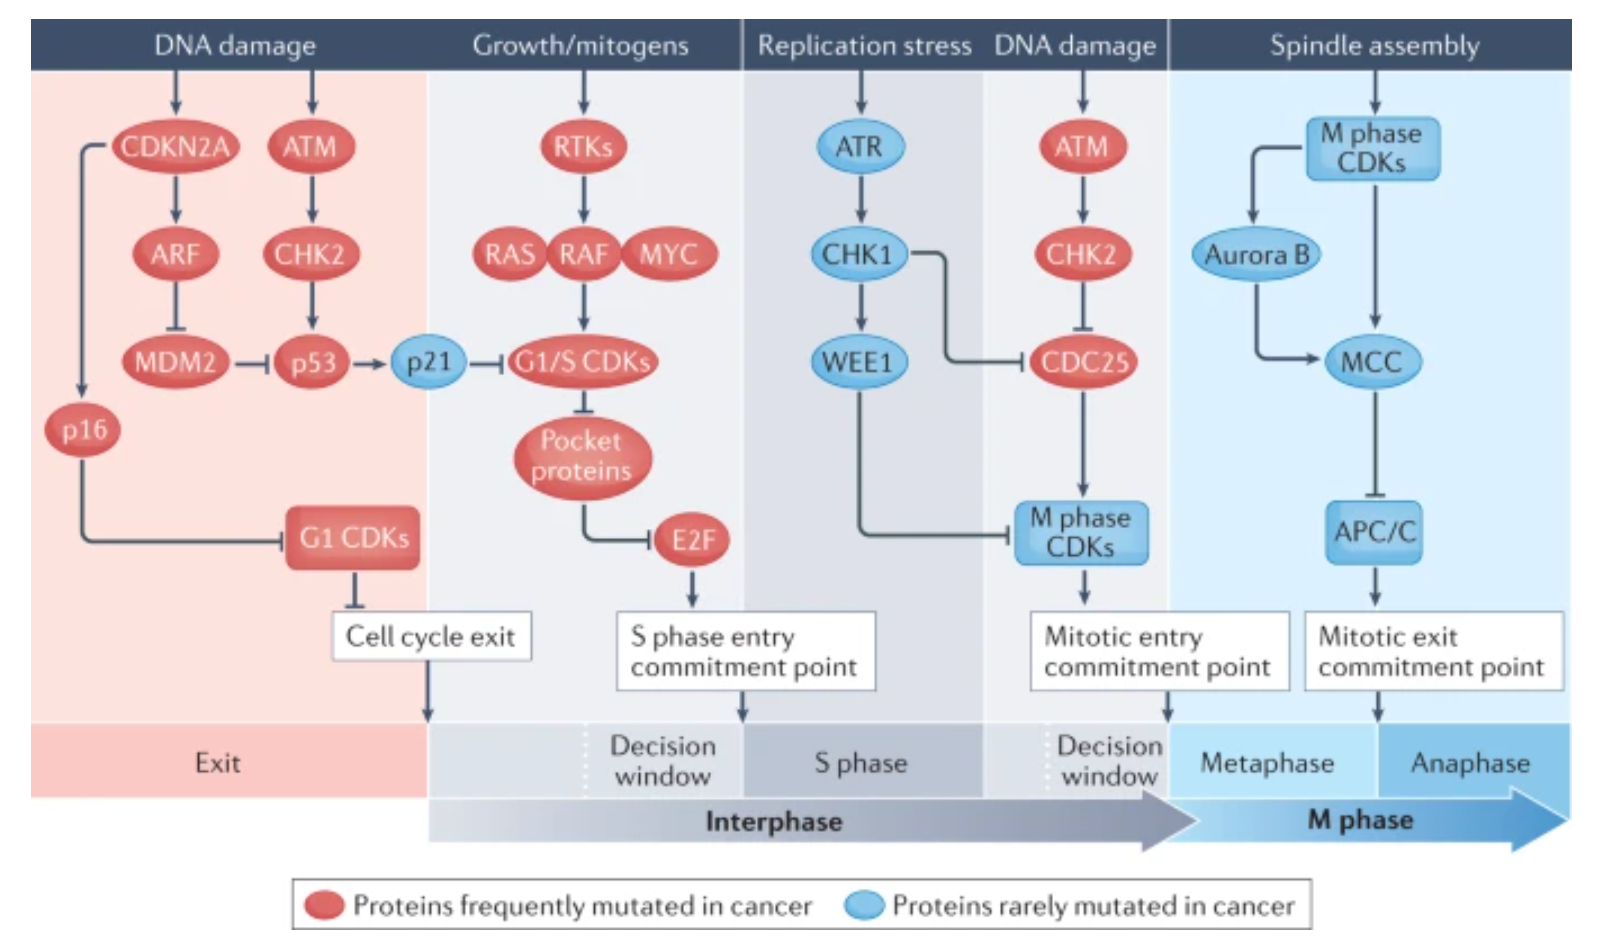 DNA damage
Growth/mitogens
Replication stress
DNA damage
Spindle assembly
CDKN2A
ATM
RTKs
ATR
ATM
M phase
CDKs
ARF
CHK2
RAS
RAF
MYC
CHK1
CHK2
Aurora B
MDM2
p53
p21
G1/S CDKs
WEE1
CDC25
MCC
p16
Pocket
proteins
G1 CDKs
E2F
M phase
CDKs
APC/C
Cell cycle exit
S phase entry
commitment point
Mitotic entry
commitment point
Mitotic exit
commitment point
Exit
Decision
window
S phase
Decision
window
Metaphase
Anaphase
Interphase
M phase
Proteins frequently mutated in cancer
Proteins rarely mutated in cancer